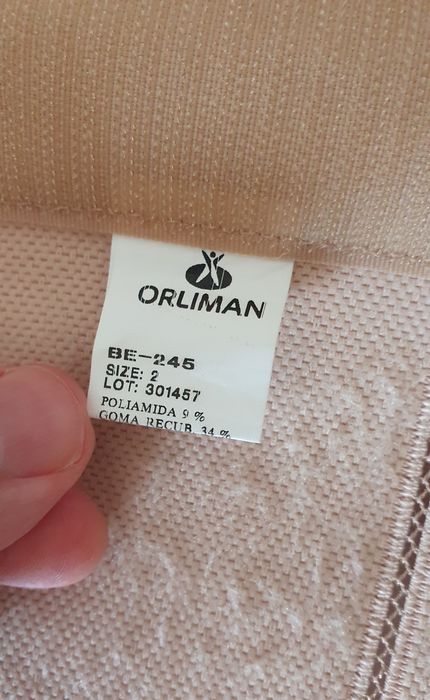 ORLIMAN
BE-245
SIZE: 2
LOT: 301457
POLIAMIDA 9 %
GOMA RECUB. 34 %